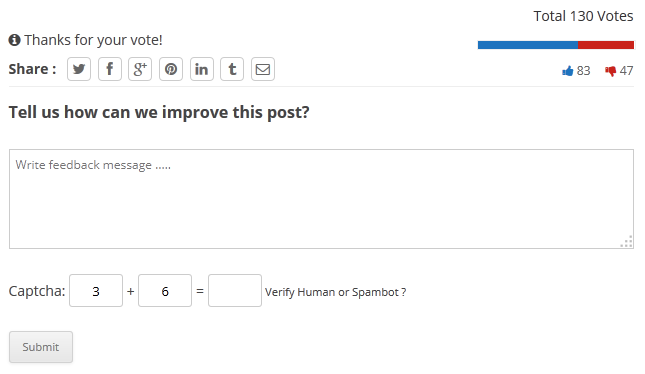 Total 130 Votes
Thanks for your vote!
Share :
83 47
Tell us how can we improve this post?
Write feedback message .....
Captcha: 3 + 6 = Verify Human or Spambot ?
Submit